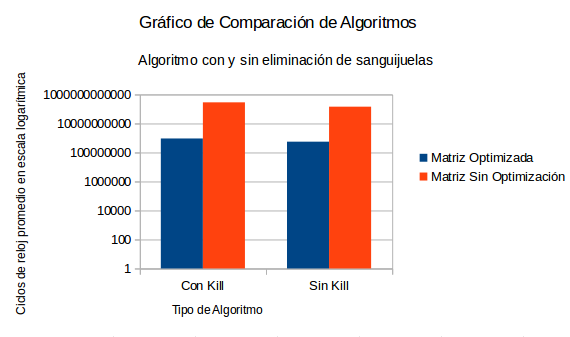 Gráfico de Comparación de Algoritmos
Algoritmo con y sin eliminación de sanguijuelas
Ciclos de reloj promedio en escala logarítmica
1000000000000
10000000000
100000000
1000000
10000
100
1
Con Kill
Sin Kill
Tipo de Algoritmo
Matriz Optimizada
Matriz Sin Optimización